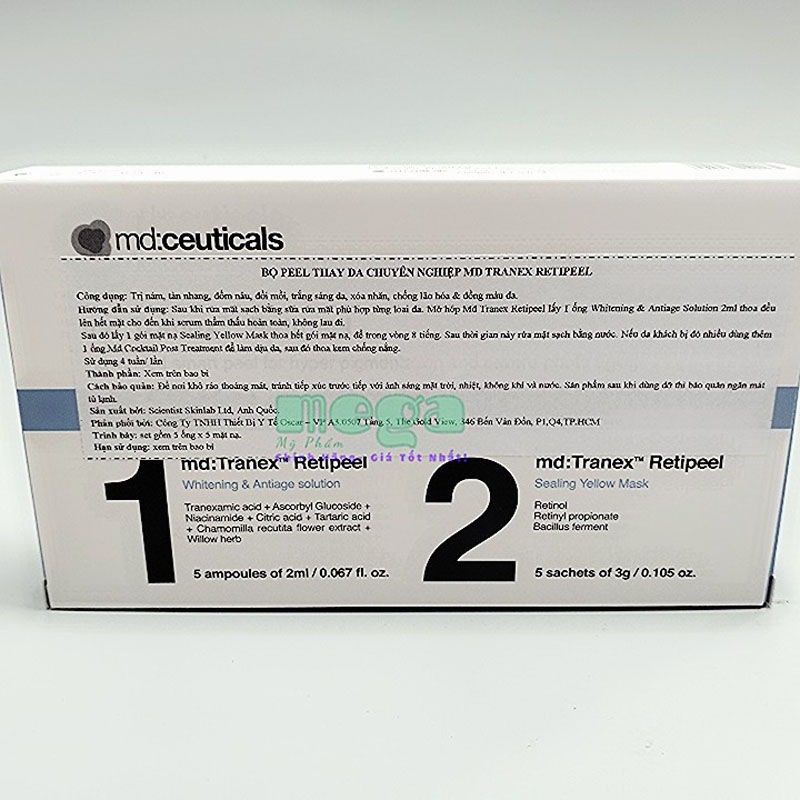 md:ceuticals
BỘ PEEL THAY DA CHUYÊN NGHIỆP MD TRANEX RETIPEEL
Công dụng: Trị nám, tàn nhang, đồm nâu, đồi mồi, trắng sáng da, xóa nhăn, chống lão hóa & đồng màu da.
Hướng dẫn sử dụng: Sau khi rửa mặt sạch bằng sữa rửa mặt phù hợp từng loại da. Mở hộp Md Tranex Retipeel lấy 1 ống Whitening & Antiage Solution 2ml thoa đều
lên hết mặt cho đến khi serum thẩm thấu hoàn toàn, không lau đi.
Sau đó lấy 1 gói mặt nạ Sealing Yellow Mask thoa hết gói mặt nạ, để trong vòng 8 tiếng. Sau thời gian này rửa mặt sạch bằng nước. Nếu da khách bị đỏ nhiều dùng thêm
1 ống Md Cocktail Post Treatment để làm dịu da, sau đó thoa kem chống nắng.
Sử dụng 4 tuần/ lần
Thành phần: Xem trên bao bì
Cách bảo quản: Để nơi khô ráo thoáng mát, tránh tiếp xúc trước tiếp với ánh sáng mặt trời, nhiệt, không khí và nước. Sản phẩm sau khi dùng dở thì bảo quản ngăn mát
tủ lạnh.
Sản xuất bởi: Scientist Skinlab Ltd, Anh Quốc.
Phân phối bởi: Công Ty TNHH Thiết Bị Y Tế Oscar – VP A3.0507 Tầng 5, The Gold View, 346 Bến Vân Đồn, P1,Q4,TP.HCM
Trình bày: set gồm 5 ống x 5 mặt nạ.
Hạn sử dụng: xem trên bao bì
mega
Mỹ Phẩm
Chính Hãng - Giá Tốt Nhất!
1
md:Tranex™ Retipeel
Whitening & Antiage solution
Tranexamic acid + Ascorbyl Glucoside +
Niacinamide + Citric acid + Tartaric acid
+ Chamomilla recutita flower extract +
Willow herb
5 ampoules of 2ml / 0.067 fl. oz.
2
md:Tranex™ Retipeel
Sealing Yellow Mask
Retinol
Retinyl propionate
Bacillus ferment
5 sachets of 3g / 0.105 oz.